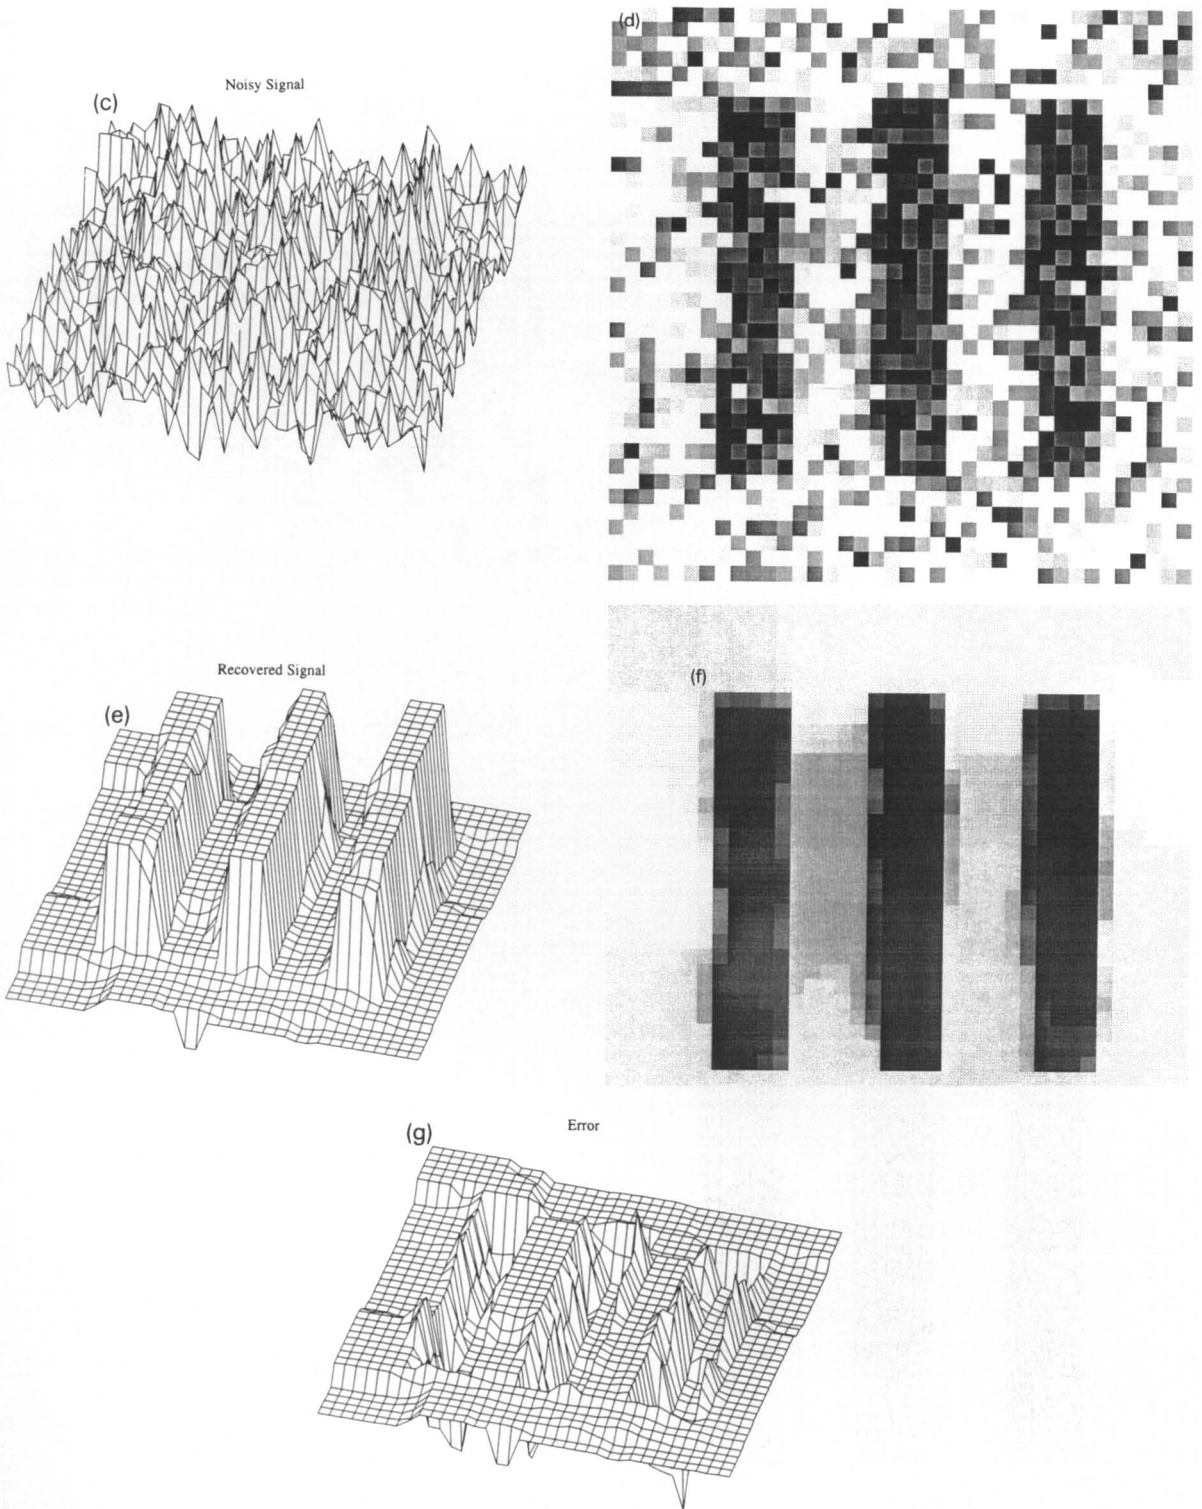 (d)
Noisy Signal
(c)
Recovered Signal
(e)
(f)
(g)
Error